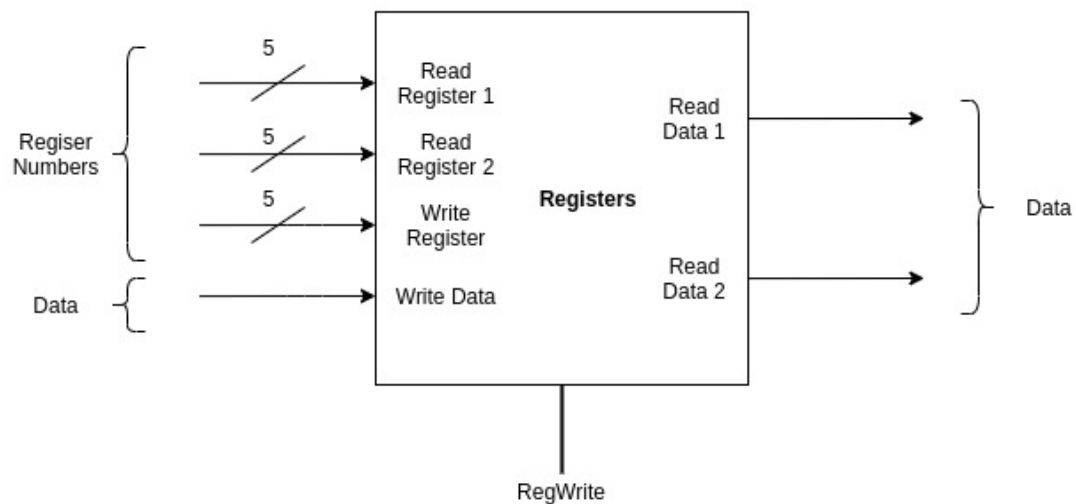 5
Read
Register 1
5
Read
Register 2
Regiser
Numbers
5
Write
Register
Data
Write Data
Registers
Read
Data 1
Read
Data 2
Data
RegWrite